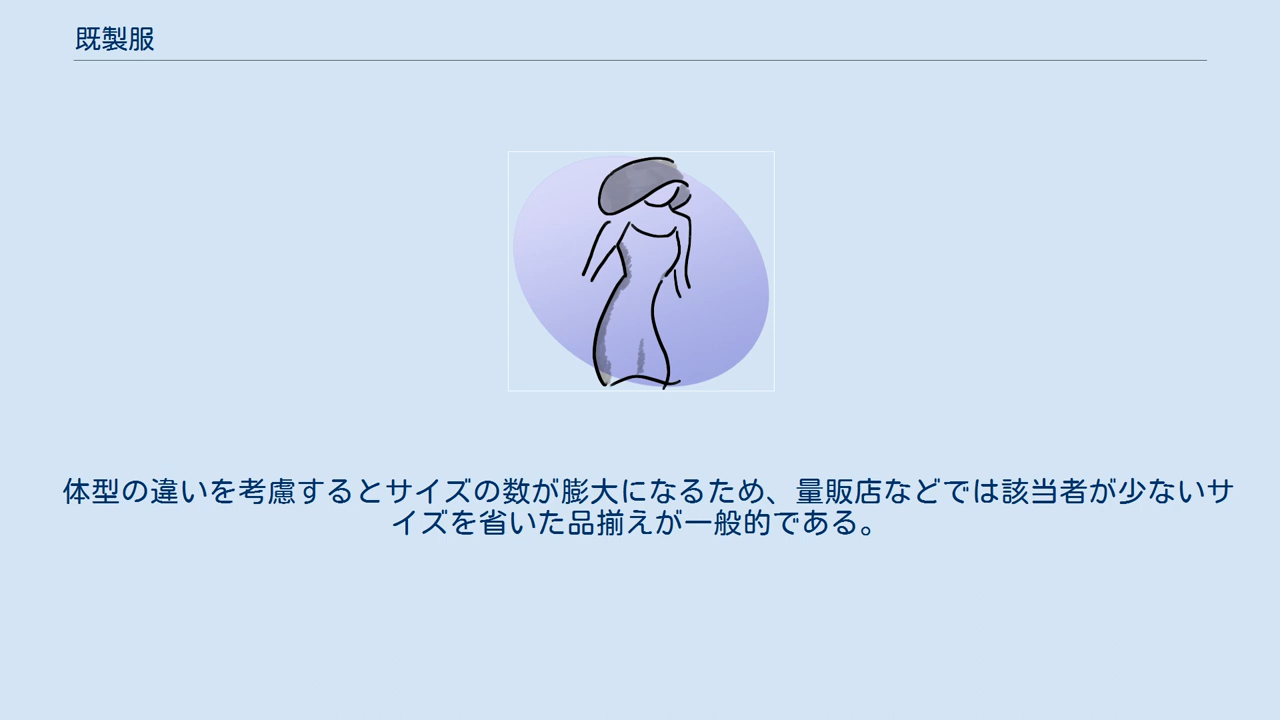 既製服
体型の違いを考慮するとサイズの数が膨大になるため、量販店などでは該当者が少ないサ
イズを省いた品揃えが一般的である。